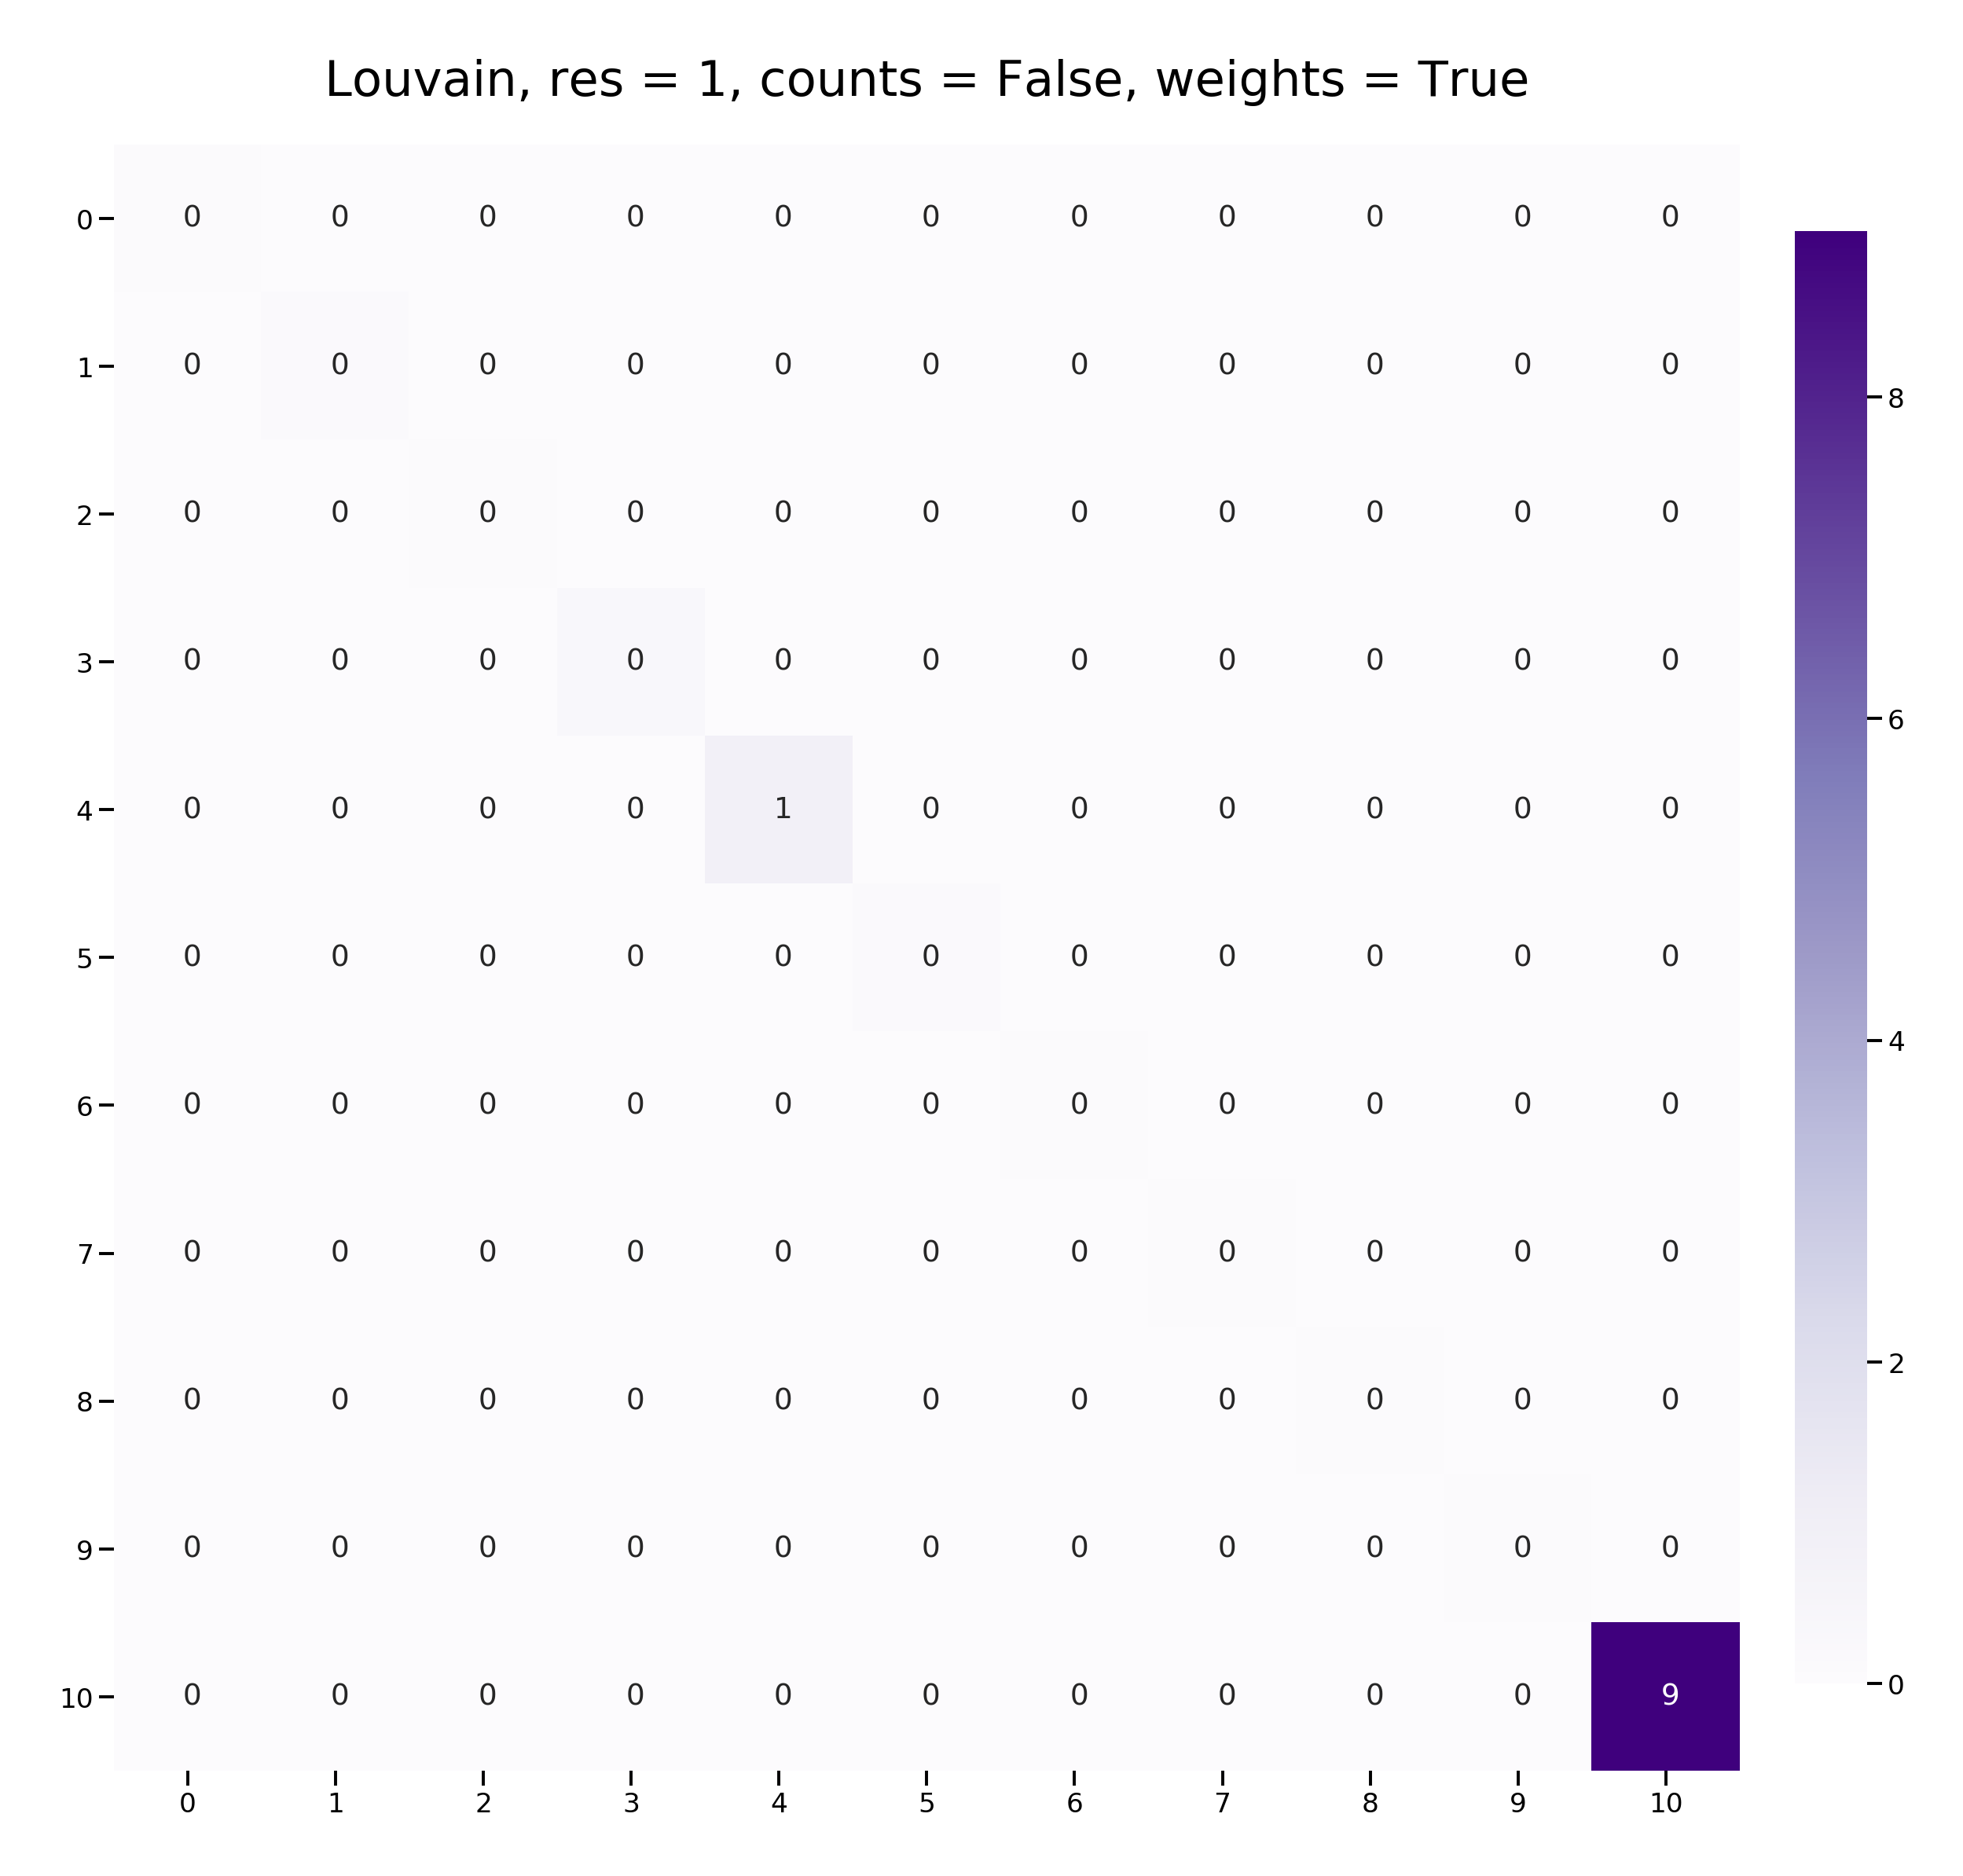 Louvain, res = 1, counts = False, weights = True
0 0 0 0 0 0 0 0 0 0 0 0
1 0 0 0 0 0 0 0 0 0 0 0
8
2 0 0 0 0 0 0 0 0 0 0 0
3 0 0 0 0 0 0 0 0 0 0 0
6
4 0 0 0 0 1 0 0 0 0 0 0
5 0 0 0 0 0 0 0 0 0 0 0
4
6 0 0 0 0 0 0 0 0 0 0 0
7 0 0 0 0 0 0 0 0 0 0 0
2
8 0 0 0 0 0 0 0 0 0 0 0
9 0 0 0 0 0 0 0 0 0 0 0
0
10 0 0 0 0 0 0 0 0 0 0 9
0 1 2 3 4 5 6 7 8 9 10